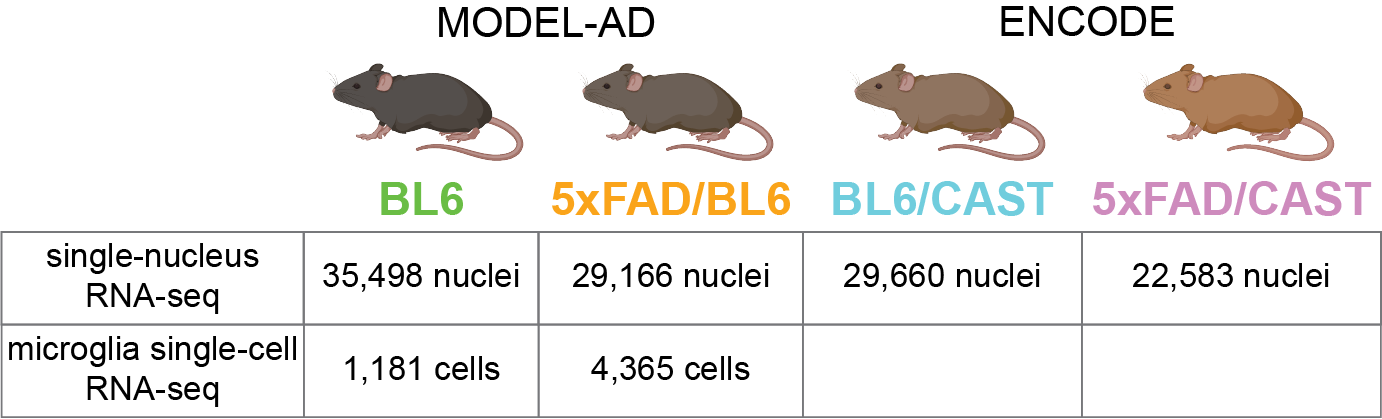 MODEL-AD ENCODE
BL6 5xFAD/BL6 BL6/CAST 5xFAD/CAST
single-nucleus
RNA-seq
35,498 nuclei 29,166 nuclei 29,660 nuclei 22,583 nuclei
microglia single-cell
RNA-seq
1,181 cells 4,365 cells